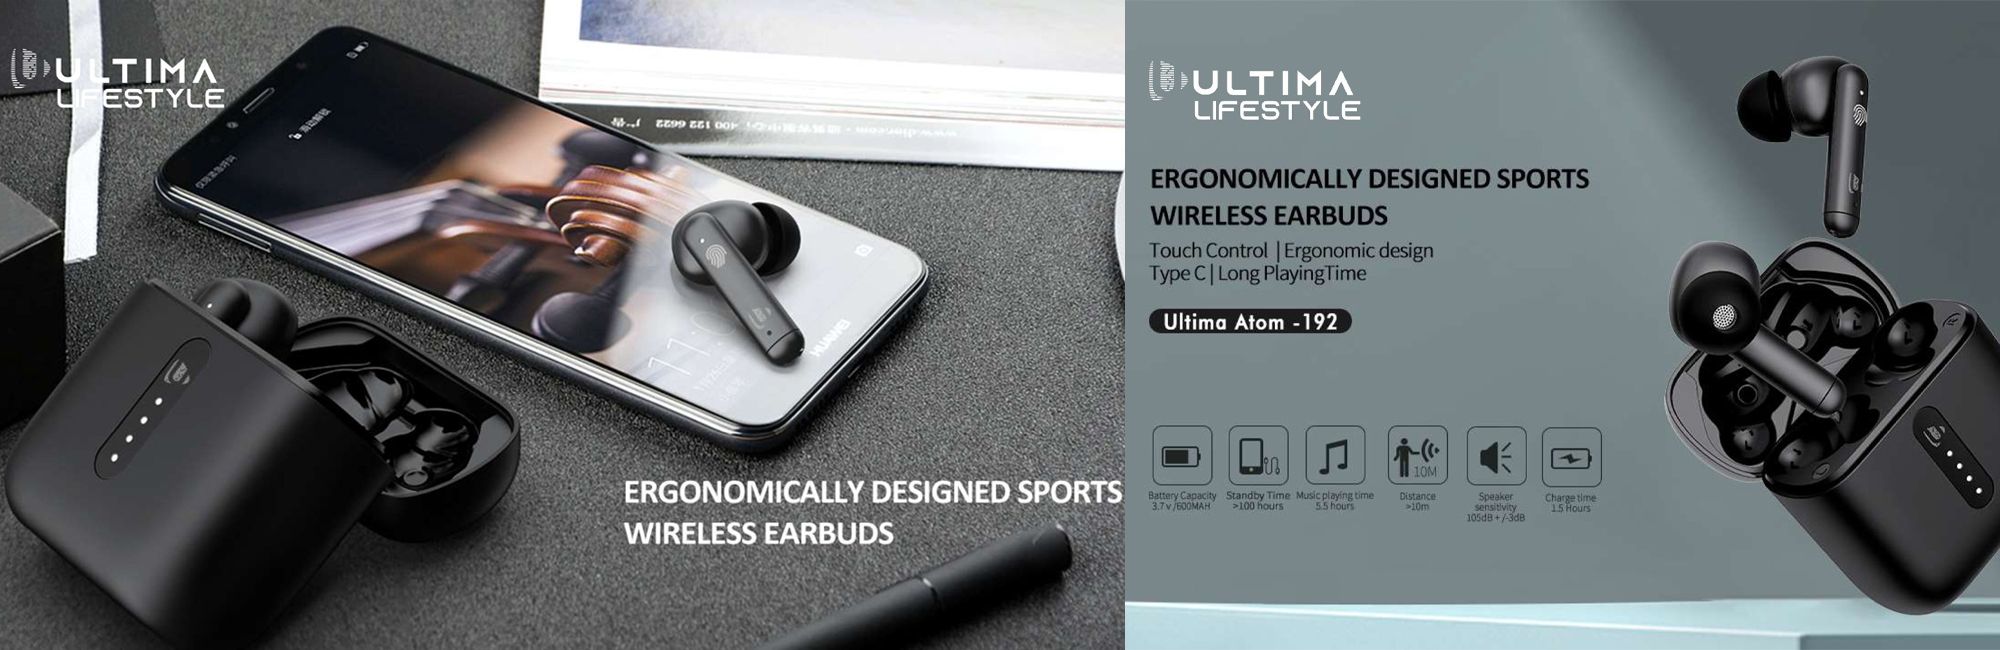 ULTIMA
LIFESTYLE
HUAWEI
ERGONOMICALLY DESIGNED SPORTS
WIRELESS EARBUDS
ULTIMA
LIFESTYLE
ERGONOMICALLY DESIGNED SPORTS
WIRELESS EARBUDS
Touch Control | Ergonomic design
Type C | Long PlayingTime
Ultima Atom -192
10M
Battery Capacity
3.7 v /600MAH
Standby Time
>100 hours
Music playing time
5.5 hours
Distance
>10m
Speaker
sensitivity
105dB + /-3dB
Charge time
1.5 Hours